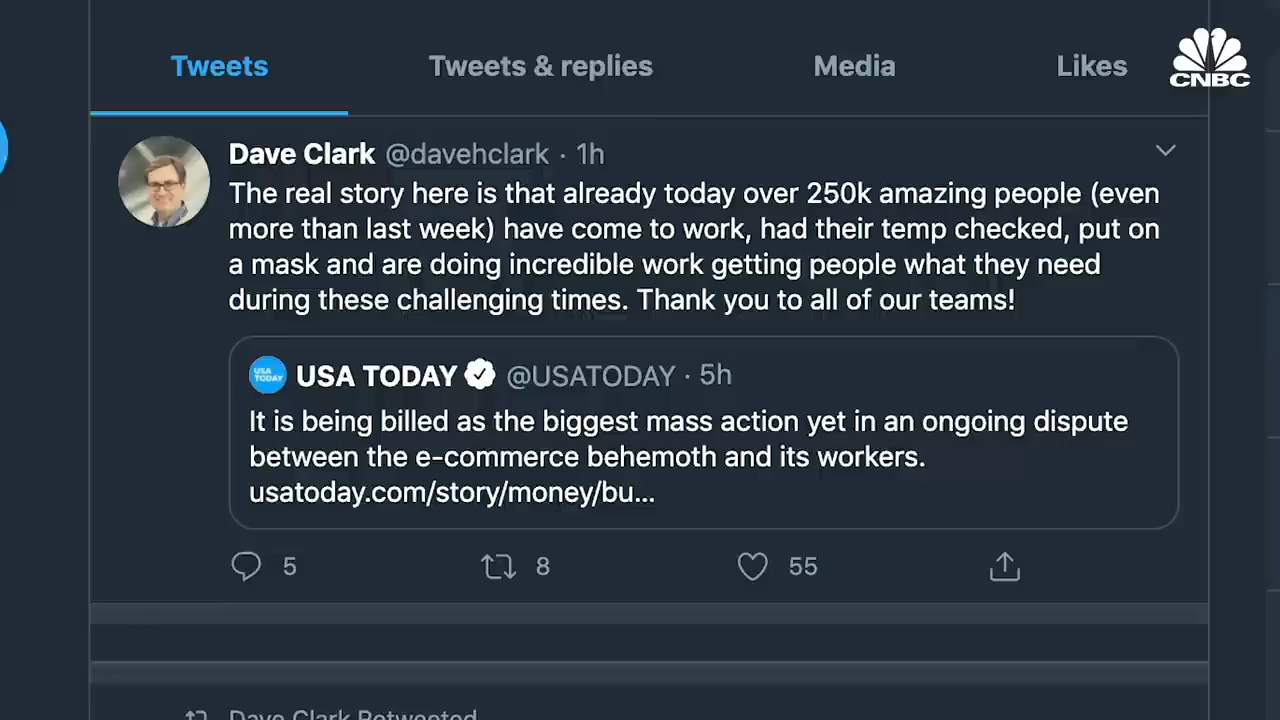 Tweets
Tweets & replies
Media
Likes
CNBC
Dave Clark @davehclark · 1h
The real story here is that already today over 250k amazing people (even
more than last week) have come to work, had their temp checked, put on
a mask and are doing incredible work getting people what they need
during these challenging times. Thank you to all of our teams!
USA TODAY
USA TODAY @USATODAY · 5h
It is being billed as the biggest mass action yet in an ongoing dispute
between the e-commerce behemoth and its workers.
usatoday.com/story/money/bu...
5
8
55
Dave Clark Retweeted